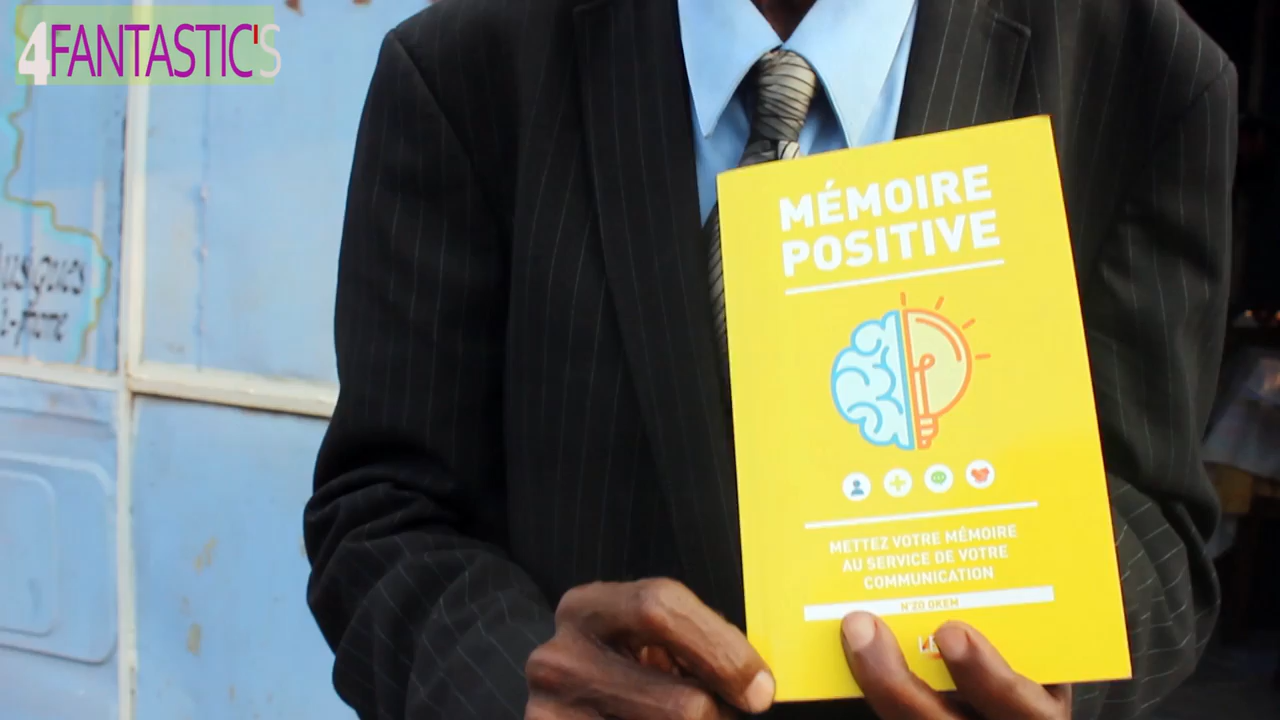 4FANTASTIC'S
MÉMOIRE
POSITIVE
METTEZ VOTRE MÉMOIRE
AU SERVICE DE VOTRE
COMMUNICATION
N'ZO OKEM